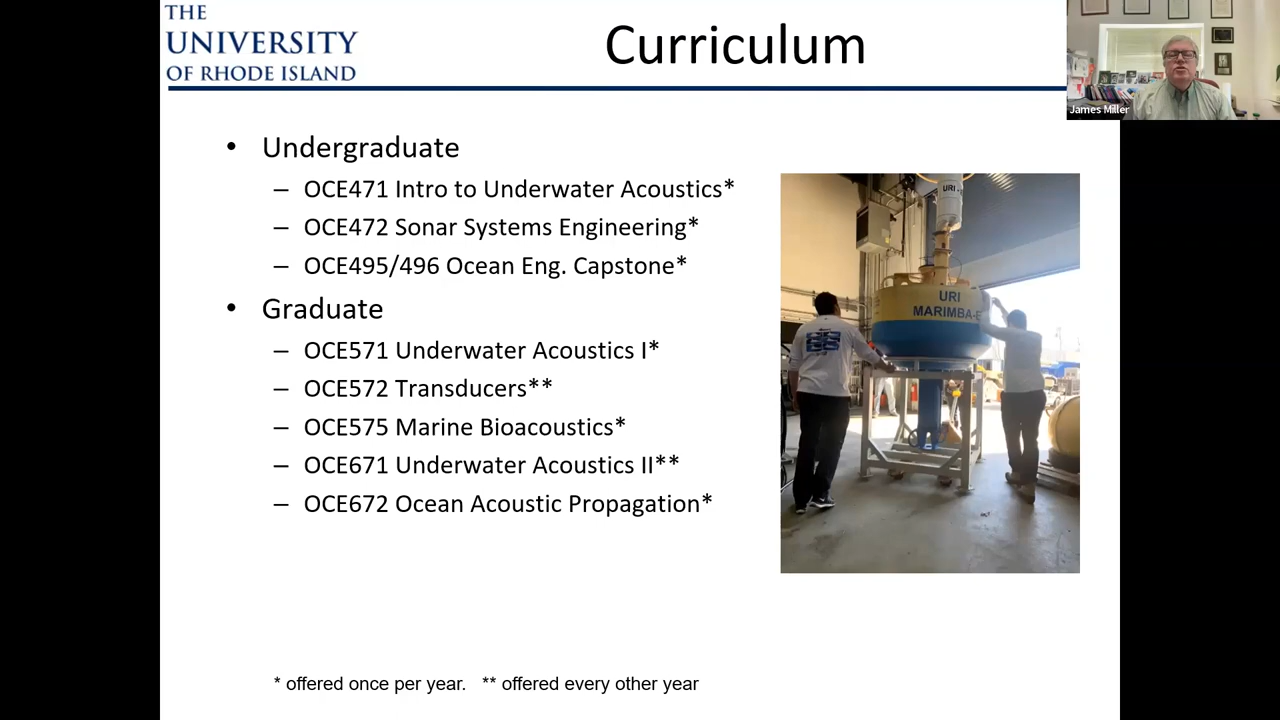 THE
UNIVERSITY
OF RHODE ISLAND
Curriculum
James Miller
• Undergraduate
– OCE471 Intro to Underwater Acoustics*
– OCE472 Sonar Systems Engineering*
– OCE495/496 Ocean Eng. Capstone*
• Graduate
– OCE571 Underwater Acoustics I*
– OCE572 Transducers**
– OCE575 Marine Bioacoustics*
– OCE671 Underwater Acoustics II**
– OCE672 Ocean Acoustic Propagation*
URI
URI
MARIMBA-E
* offered once per year. ** offered every other year